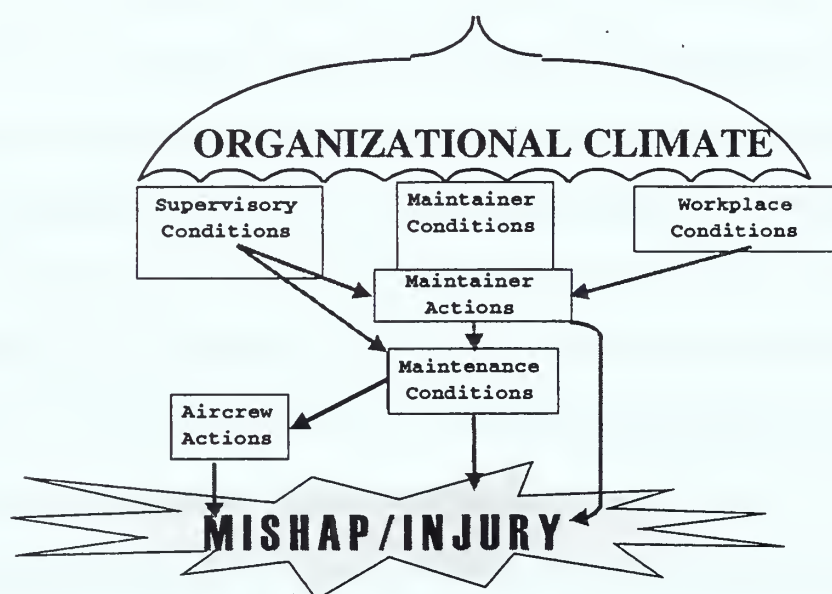 ORGANIZATIONAL CLIMATE
Supervisory
Conditions
Maintainer
Conditions
Workplace
Conditions
Maintainer
Actions
Maintenance
Conditions
Aircrew
Actions
MISHAP/INJURY